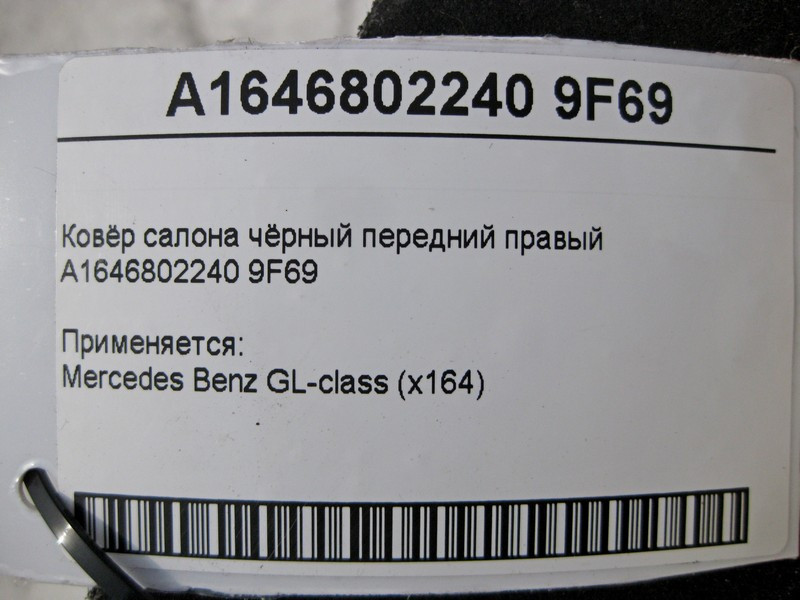 A1646802240 9F69
Ковёр салона чёрный передний правый
A1646802240 9F69
Применяется:
Mercedes Benz GL-class (x164)